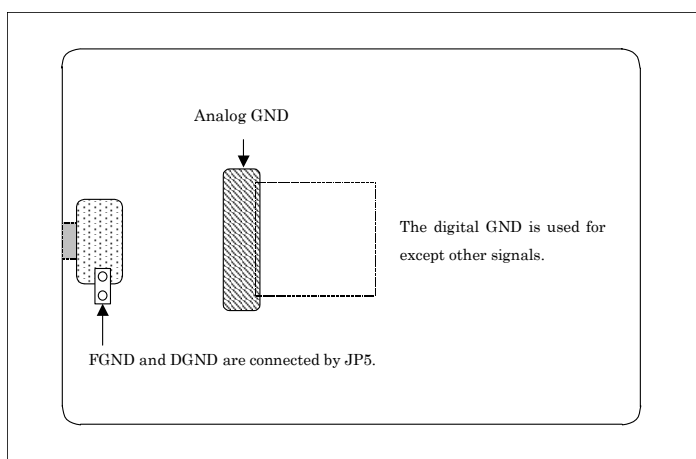 Analog GND
The digital GND is used for
except other signals.
FGND and DGND are connected by JP5.